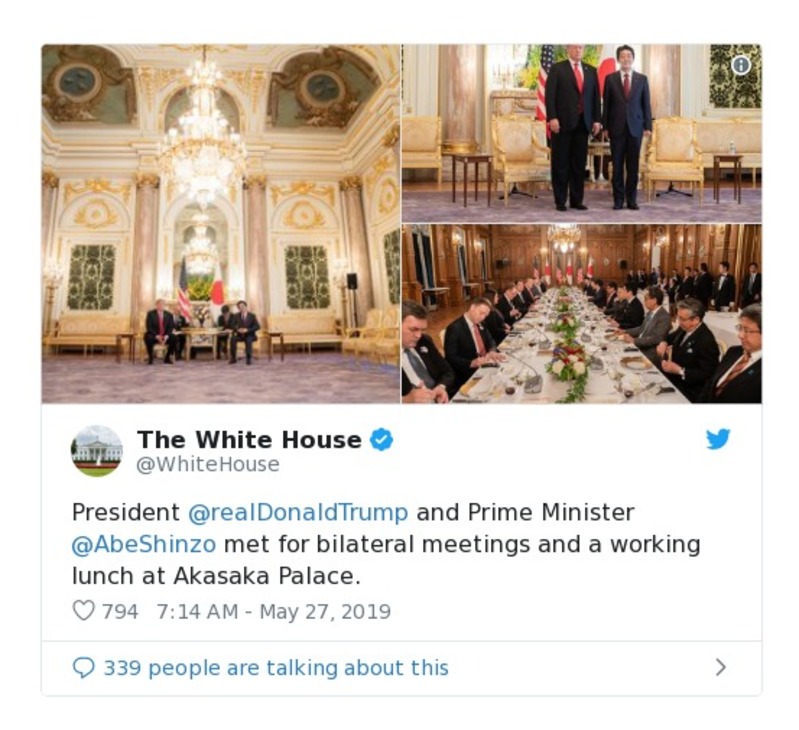 The White House
@WhiteHouse
President @realDonaldTrump and Prime Minister
@AbeShinzo met for bilateral meetings and a working
lunch at Akasaka Palace.
794 7:14 AM - May 27, 2019
339 people are talking about this